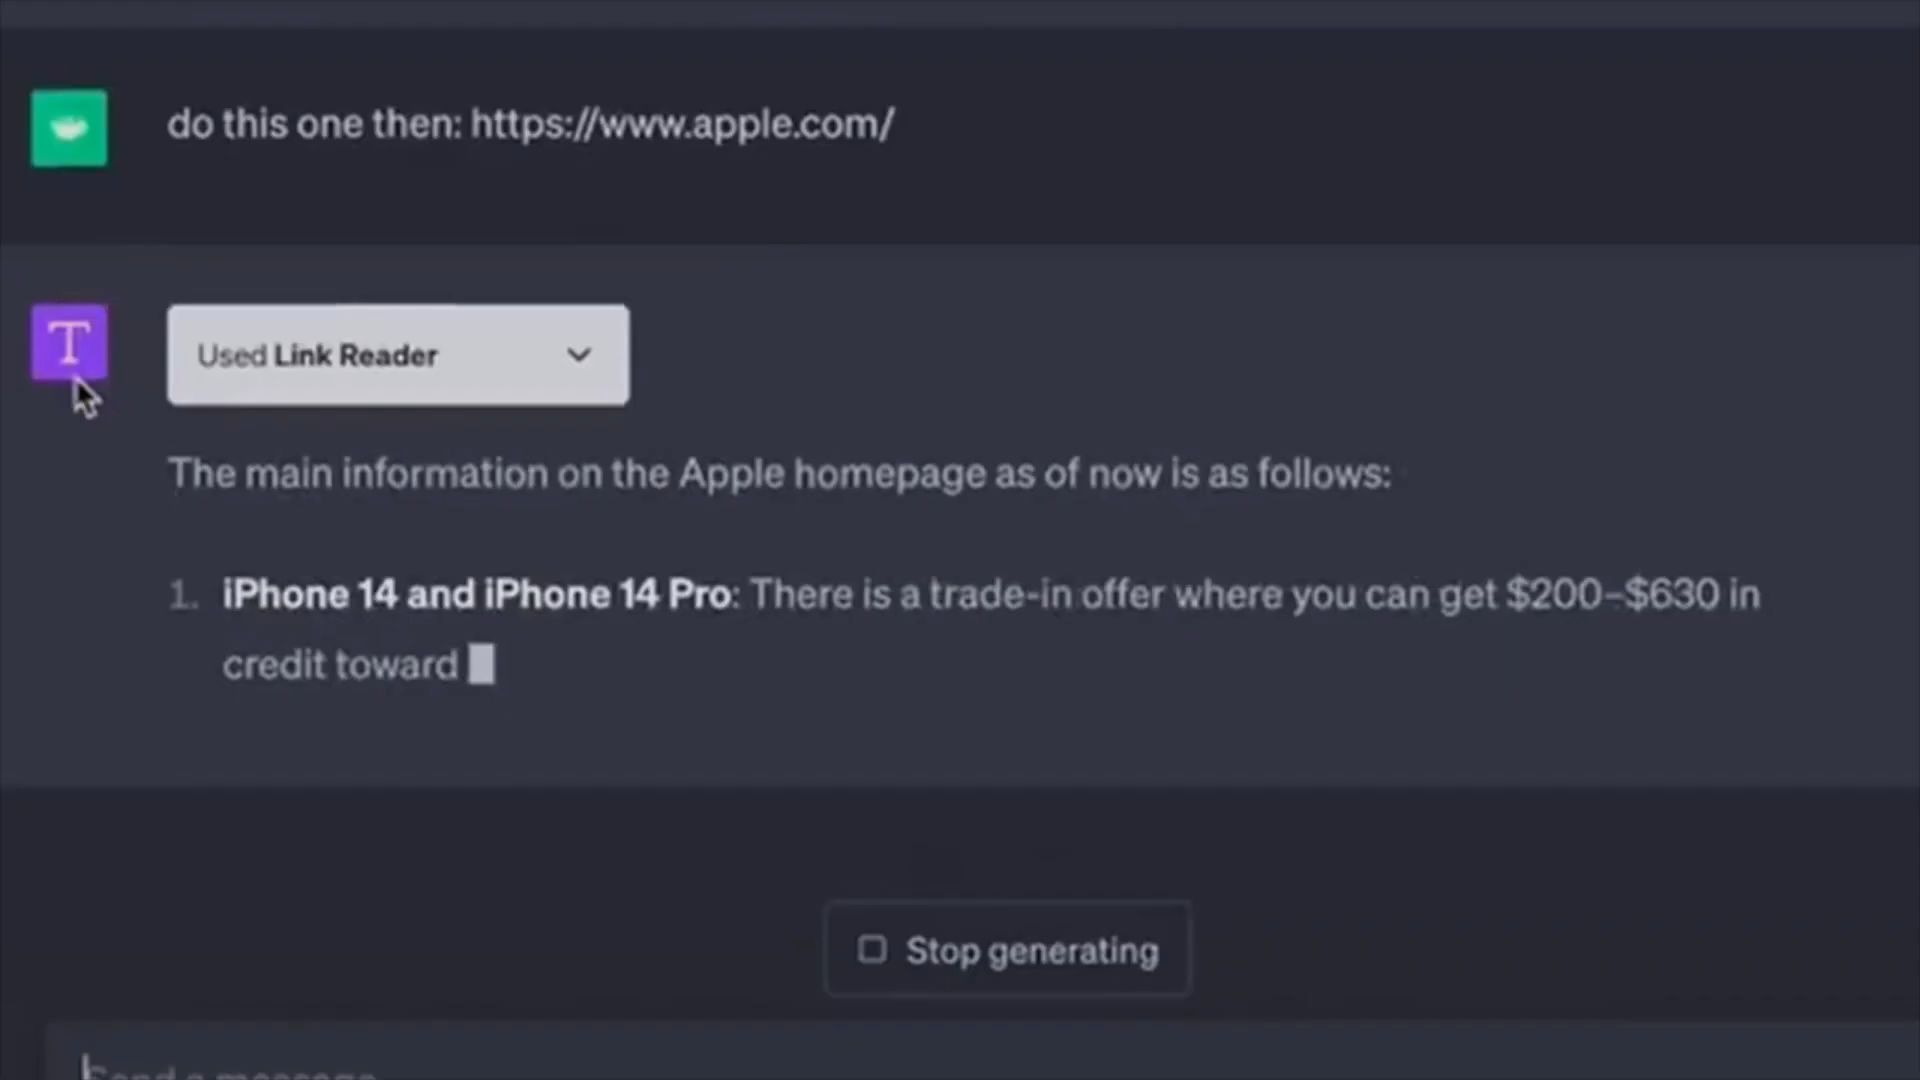 do this one then: https://www.apple.com/
T
Used Link Reader
The main information on the Apple homepage as of now is as follows:
1. iPhone 14 and iPhone 14 Pro: There is a trade-in offer where you can get $200–$630 in
credit toward
Stop generating
Send a message